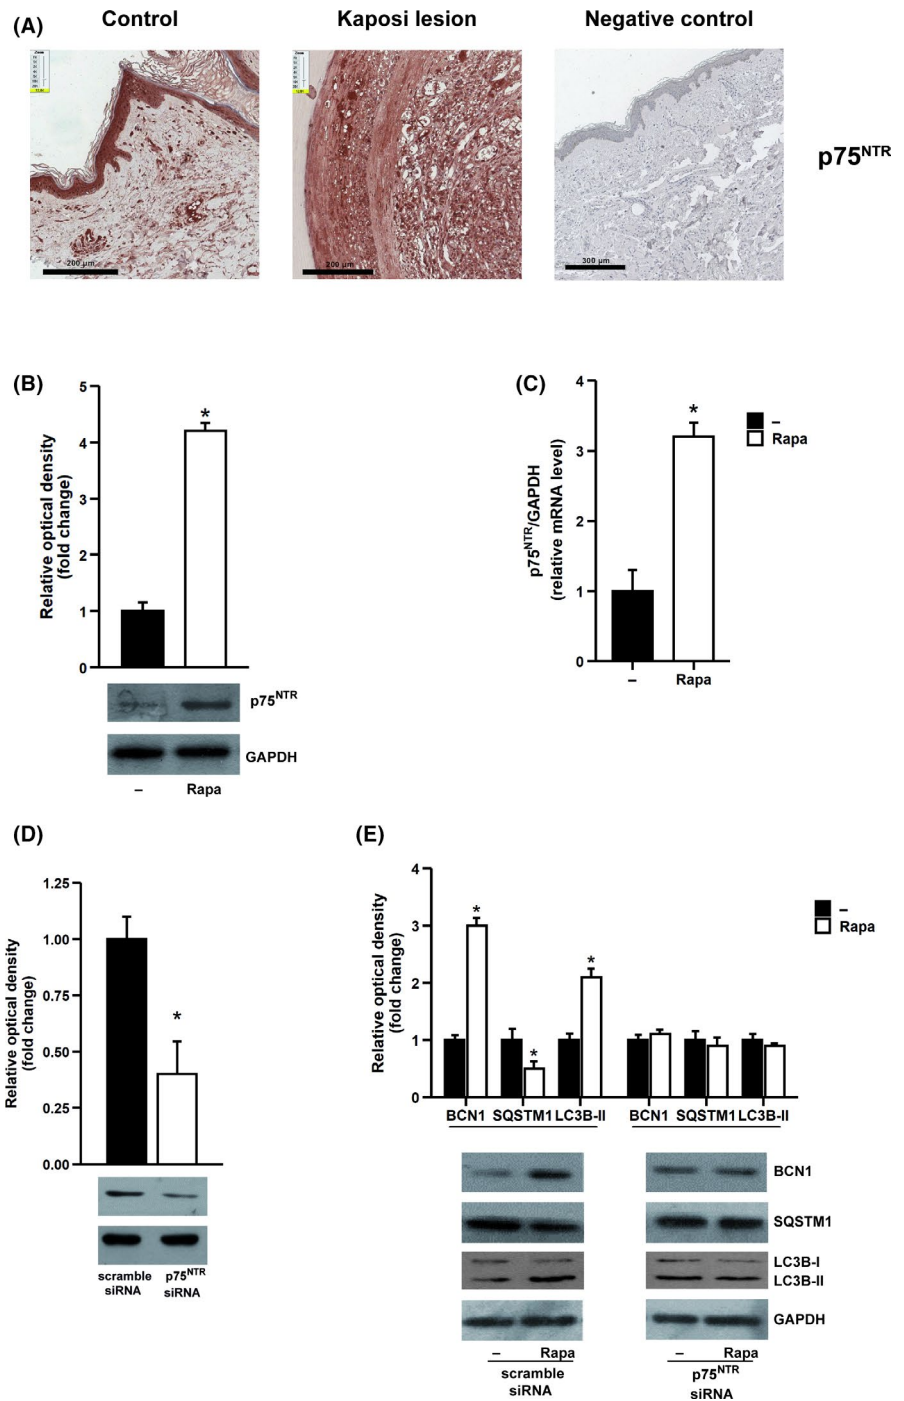 (A)
Control
Kaposi lesion
Negative control
200 µm
200 µm
300 µm
p75NTR
(B)
Relative optical density
(fold change)
5
4
3
2
1
0
*
p75NTR
GAPDH
–
Rapa
(C)
p75NTR/GAPDH
(relative mRNA level)
4
3
2
1
0
*
–
Rapa
–
Rapa
(D)
Relative optical density
(fold change)
1.25
1.00
0.75
0.50
0.25
0.00
*
scramble
siRNA
p75NTR
siRNA
(E)
Relative optical density
(fold change)
4
3
2
1
0
*
*
*
–
Rapa
BCN1 SQSTM1 LC3B-II
BCN1 SQSTM1 LC3B-II
BCN1
SQSTM1
LC3B-I
LC3B-II
GAPDH
– Rapa
scramble
siRNA
– Rapa
p75NTR
siRNA